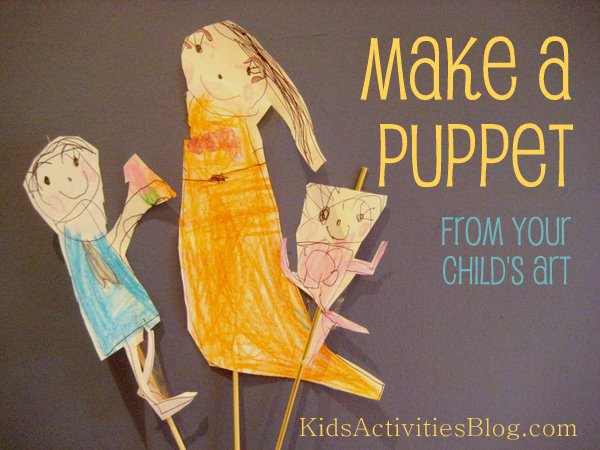 Make a
Puppet
From Your
Child's Art
KidsActivitiesBlog.com